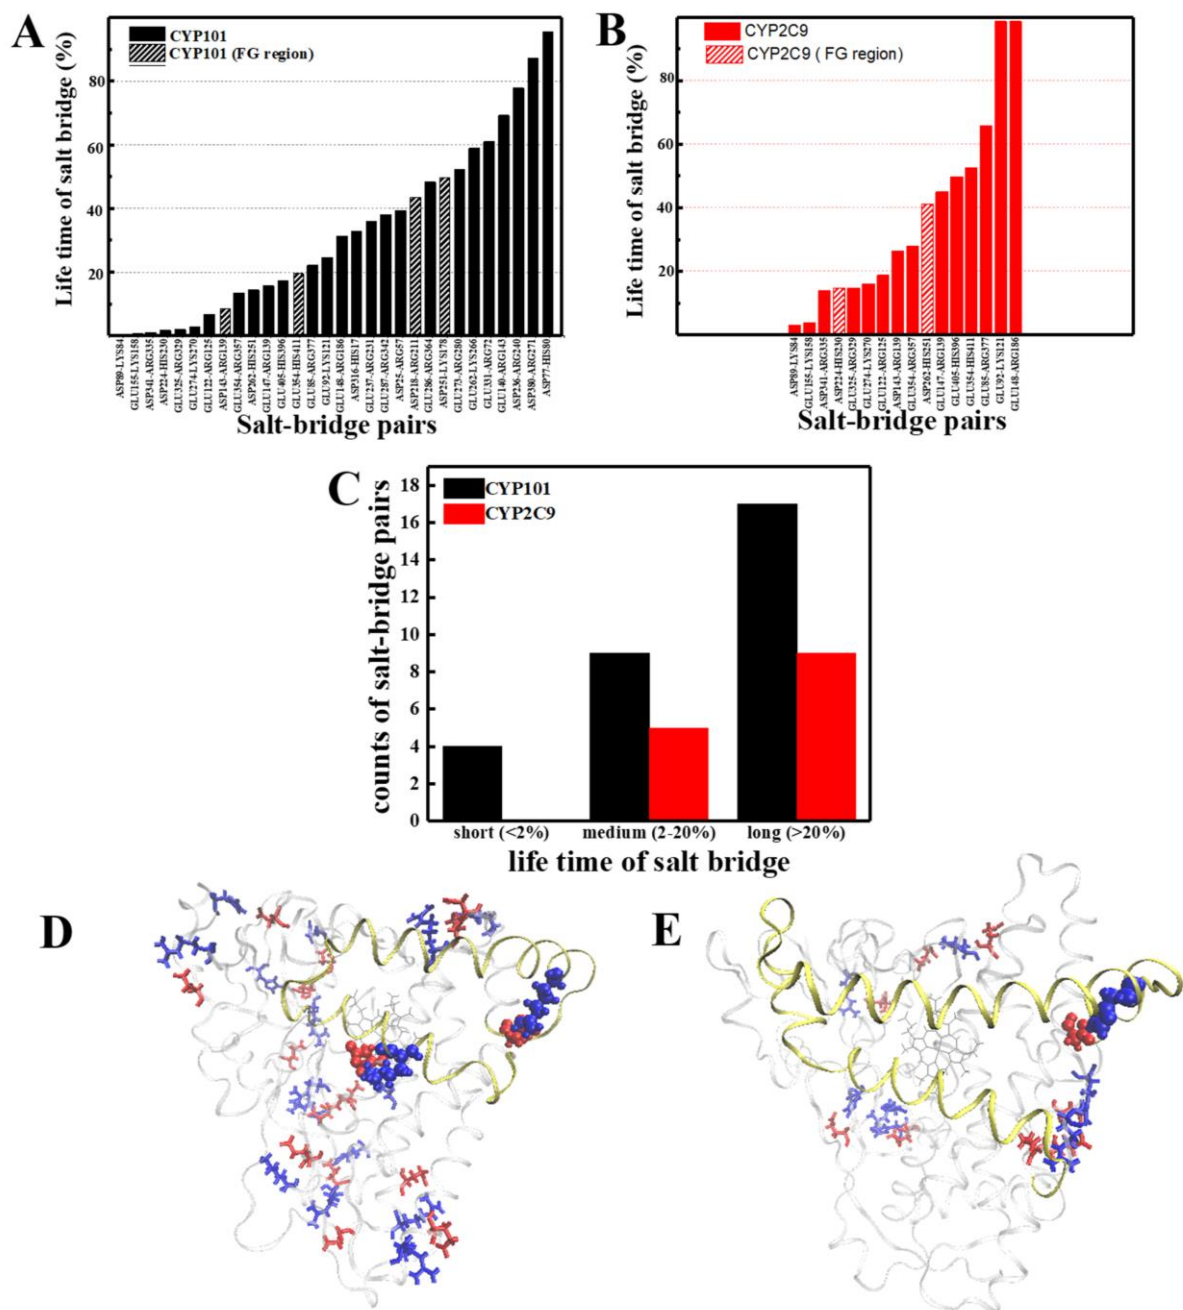 A
Life time of salt bridge (%)
80
60
40
20
CYP101
CYP101 (FG region)
ASP89-LYS84
GLU155-LYS158
ASP341-ARG335
ASP224-HIS230
GLU325-ARG329
GLU274-LYS270
GLU122-ARG125
ASP143-ARG139
GLU354-ARG357
ASP262-HIS251
GLU147-ARG139
GLU405-HIS396
GLU354-HIS411
GLU85-ARG377
GLU92-LYS121
GLU148-ARG186
ASP316-HIS17
GLU237-ARG231
GLU287-ARG342
ASP25-ARG57
ASP218-ARG211
GLU286-ARG364
ASP251-LYS178
GLU273-ARG280
GLU262-LYS266
GLU331-ARG72
GLU140-ARG143
ASP236-ARG240
ASP80-ARG271
ASP77-HIS80
Salt-bridge pairs
B
Life time of salt bridge (%)
80
60
40
20
CYP2C9
CYP2C9 ( FG region)
ASP89-LYS84
GLU155-LYS158
ASP341-ARG335
ASP224-HIS230
GLU325-ARG329
GLU274-LYS270
GLU122-ARG125
ASP143-ARG139
GLU354-ARG357
ASP262-HIS251
GLU147-ARG139
GLU405-HIS396
GLU354-HIS411
GLU85-ARG377
GLU92-LYS121
GLU148-ARG186
Salt-bridge pairs
C
counts of salt-bridge pairs
18
16
14
12
10
8
6
4
2
0
CYP101
CYP2C9
short (<2%)
medium (2-20%)
long (>20%)
life time of salt bridge
D
E